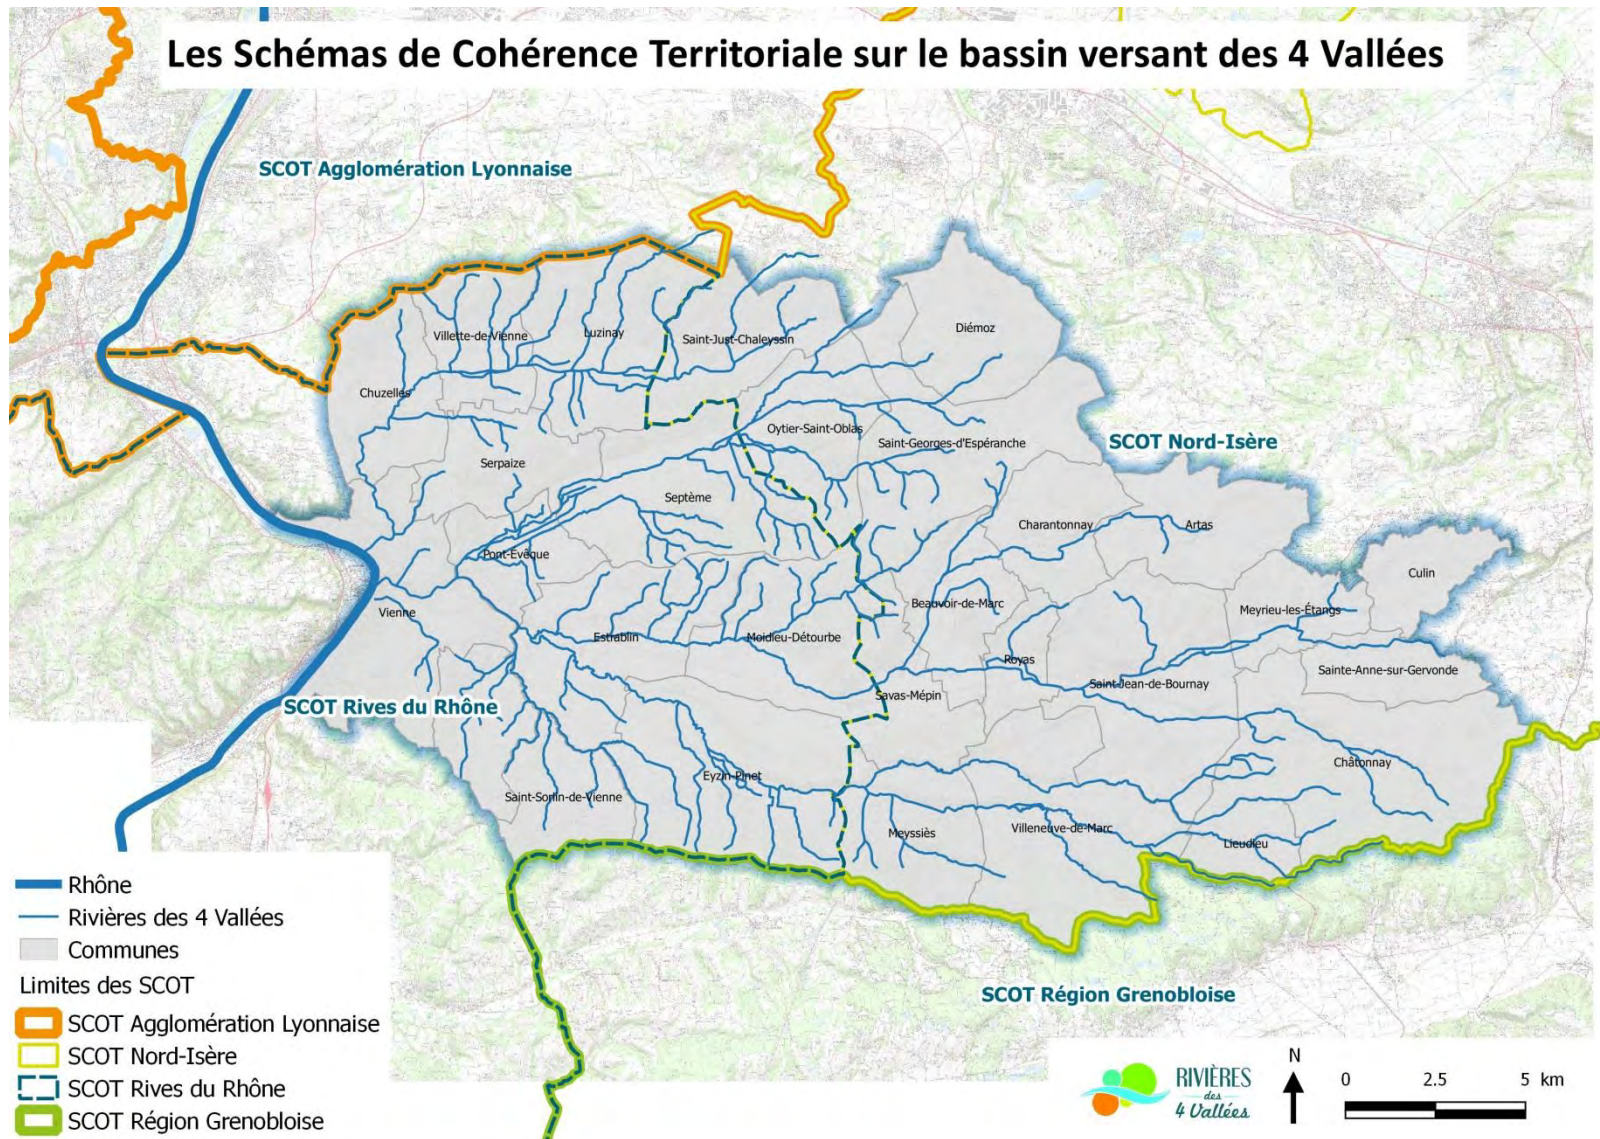 Les Schémas de Cohérence Territoriale sur le bassin versant des 4 Vallées
SCOT Agglomération Lyonnaise
Diémoz
Villette-de-Vienne
Luzinay
Saint-Just-Chaleyssin
Chuzelles
Oytier-Saint-Oblas
Saint-Georges-d'Espéranche
SCOT Nord-Isère
Serpaize
Septème
Charantonnay
Artas
Pont-Évêque
Culin
Vienne
Beauvoir-de-Marc
Meyrieu-les-Étangs
Estrablin
Moidieu-Détourbe
Royas
Sainte-Anne-sur-Gervonde
Saint-Jean-de-Bournay
Savas-Mépin
SCOT Rives du Rhône
Châtonnay
Eyzin-Pinet
Saint-Sorlin-de-Vienne
Meyssiès
Villeneuve-de-Marc
Lieudieu
SCOT Région Grenobloise
Rhône
Rivières des 4 Vallées
Communes
Limites des SCOT
SCOT Agglomération Lyonnaise
SCOT Nord-Isère
SCOT Rives du Rhône
SCOT Région Grenobloise
RIVIÈRES
des
4 Vallées
N
0 2.5 5 km